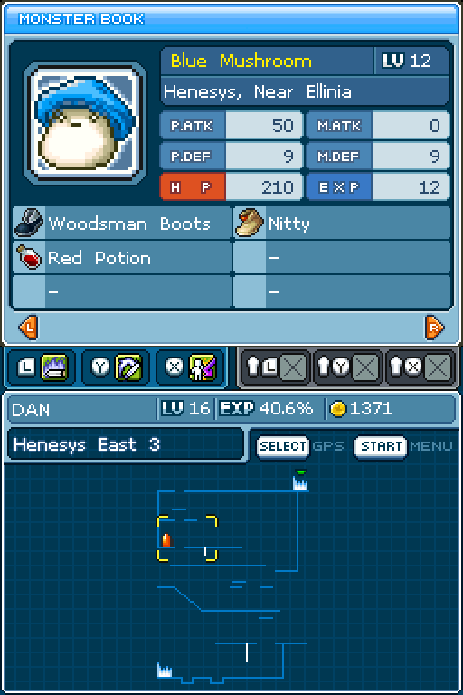 MONSTER BOOK
Blue Mushroom LV 12
Henesys, Near Ellinia
P.ATK 50 M.ATK 0
P.DEF 9 M.DEF 9
H P 210 EXP 12
Woodsman Boots Nitty
Red Potion –
– –
L R
L Y X L Y X
DAN LV 16 EXP 40.6% 1371
Henesys East 3 SELECT GPS START MENU